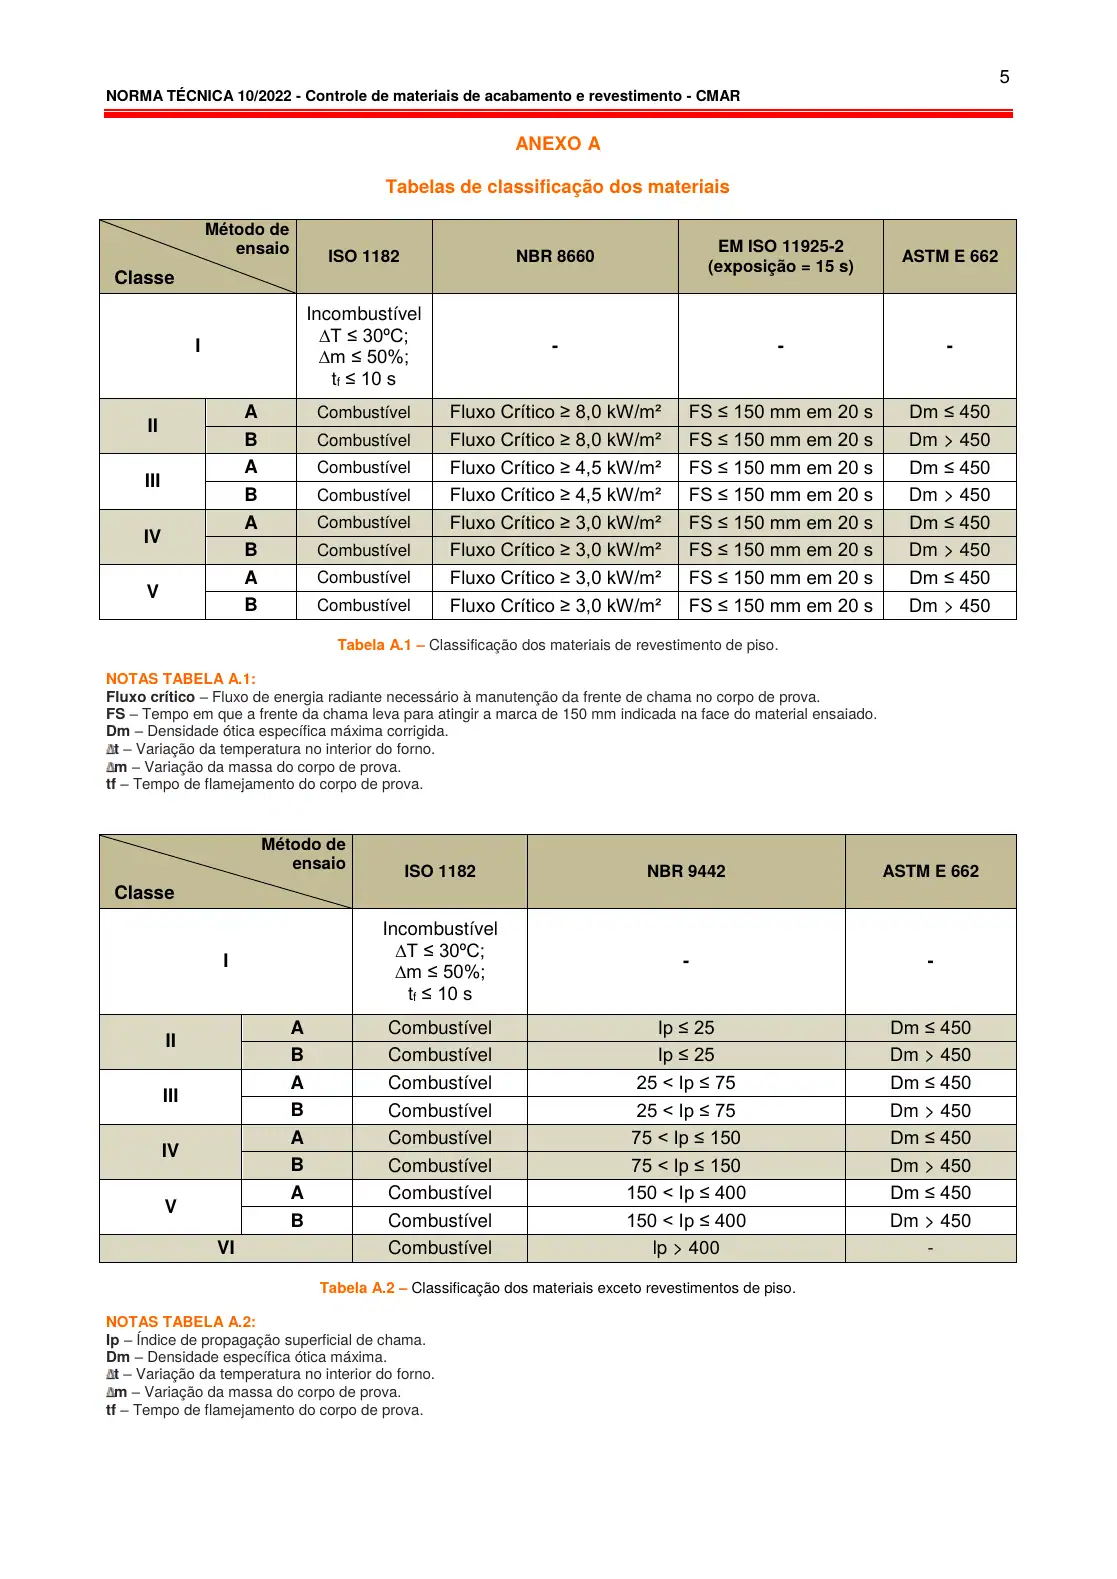 5
NORMA TÉCNICA 10/2022 - Controle de materiais de acabamento e revestimento - CMAR
ANEXO A
Tabelas de classificação dos materiais
Método de ensaio Classe ISO 1182 NBR 8660 EM ISO 11925-2 (exposição = 15 s) ASTM E 662
I Incombustível ∆T ≤ 30ºC; ∆m ≤ 50%; tf ≤ 10 s - - -
II A Combustível Fluxo Crítico ≥ 8,0 kW/m² FS ≤ 150 mm em 20 s Dm ≤ 450
B Combustível Fluxo Crítico ≥ 8,0 kW/m² FS ≤ 150 mm em 20 s Dm > 450
III A Combustível Fluxo Crítico ≥ 4,5 kW/m² FS ≤ 150 mm em 20 s Dm ≤ 450
B Combustível Fluxo Crítico ≥ 4,5 kW/m² FS ≤ 150 mm em 20 s Dm > 450
IV A Combustível Fluxo Crítico ≥ 3,0 kW/m² FS ≤ 150 mm em 20 s Dm ≤ 450
B Combustível Fluxo Crítico ≥ 3,0 kW/m² FS ≤ 150 mm em 20 s Dm > 450
V A Combustível Fluxo Crítico ≥ 3,0 kW/m² FS ≤ 150 mm em 20 s Dm ≤ 450
B Combustível Fluxo Crítico ≥ 3,0 kW/m² FS ≤ 150 mm em 20 s Dm > 450
Tabela A.1 – Classificação dos materiais de revestimento de piso.
NOTAS TABELA A.1:
Fluxo crítico – Fluxo de energia radiante necessário à manutenção da frente de chama no corpo de prova.
FS – Tempo em que a frente da chama leva para atingir a marca de 150 mm indicada na face do material ensaiado.
Dm – Densidade ótica específica máxima corrigida.
∆t – Variação da temperatura no interior do forno.
∆m – Variação da massa do corpo de prova.
tf – Tempo de flamejamento do corpo de prova.
Método de ensaio Classe ISO 1182 NBR 9442 ASTM E 662
I Incombustível ∆T ≤ 30ºC; ∆m ≤ 50%; tf ≤ 10 s - -
II A Combustível Ip ≤ 25 Dm ≤ 450
B Combustível Ip ≤ 25 Dm > 450
III A Combustível 25 < Ip ≤ 75 Dm ≤ 450
B Combustível 25 < Ip ≤ 75 Dm > 450
IV A Combustível 75 < Ip ≤ 150 Dm ≤ 450
B Combustível 75 < Ip ≤ 150 Dm > 450
V A Combustível 150 < Ip ≤ 400 Dm ≤ 450
B Combustível 150 < Ip ≤ 400 Dm > 450
VI Combustível Ip > 400 -
Tabela A.2 – Classificação dos materiais exceto revestimentos de piso.
NOTAS TABELA A.2:
Ip – Índice de propagação superficial de chama.
Dm – Densidade específica ótica máxima.
∆t – Variação da temperatura no interior do forno.
∆m – Variação da massa do corpo de prova.
tf – Tempo de flamejamento do corpo de prova.